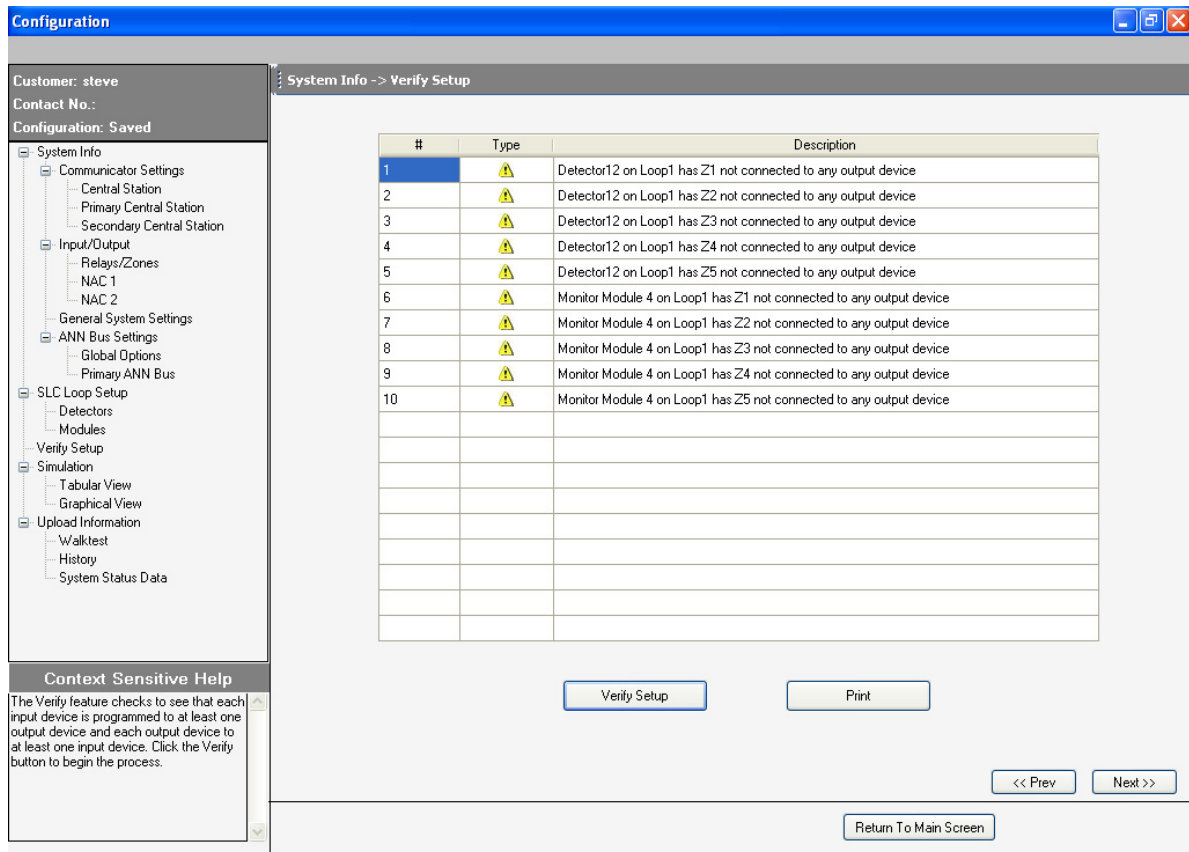 Configuration
Customer: steve
Contact No.:
Configuration: Saved
System Info
Communicator Settings
Central Station
Primary Central Station
Secondary Central Station
Input/Output
Relays/Zones
NAC 1
NAC 2
General System Settings
ANN Bus Settings
Global Options
Primary ANN Bus
SLC Loop Setup
Detectors
Modules
Verify Setup
Simulation
Tabular View
Graphical View
Upload Information
Walktest
History
System Status Data
Context Sensitive Help
The Verify feature checks to see that each
input device is programmed to at least one
output device and each output device to
at least one input device. Click the Verify
button to begin the process.
System Info -> Verify Setup
# Type Description
1 Detector12 on Loop1 has Z1 not connected to any output device
2 Detector12 on Loop1 has Z2 not connected to any output device
3 Detector12 on Loop1 has Z3 not connected to any output device
4 Detector12 on Loop1 has Z4 not connected to any output device
5 Detector12 on Loop1 has Z5 not connected to any output device
6 Monitor Module 4 on Loop1 has Z1 not connected to any output device
7 Monitor Module 4 on Loop1 has Z2 not connected to any output device
8 Monitor Module 4 on Loop1 has Z3 not connected to any output device
9 Monitor Module 4 on Loop1 has Z4 not connected to any output device
10 Monitor Module 4 on Loop1 has Z5 not connected to any output device
Verify Setup Print
<< Prev Next >>
Return To Main Screen